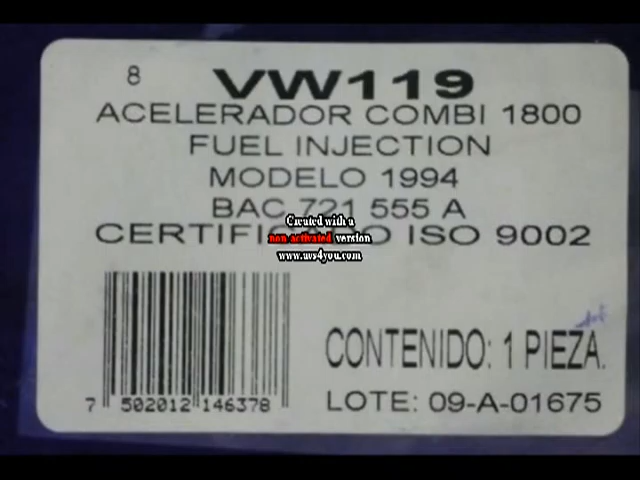 8
VW119
ACELERADOR COMBI 1800
FUEL INJECTION
MODELO 1994
BAC 721 555 A
Created with a
CERTIFICADO ISO 9002
non activated version
www.avs4you.com
CONTENIDO: 1 PIEZA.
7 502012 146378
LOTE: 09-A-01675